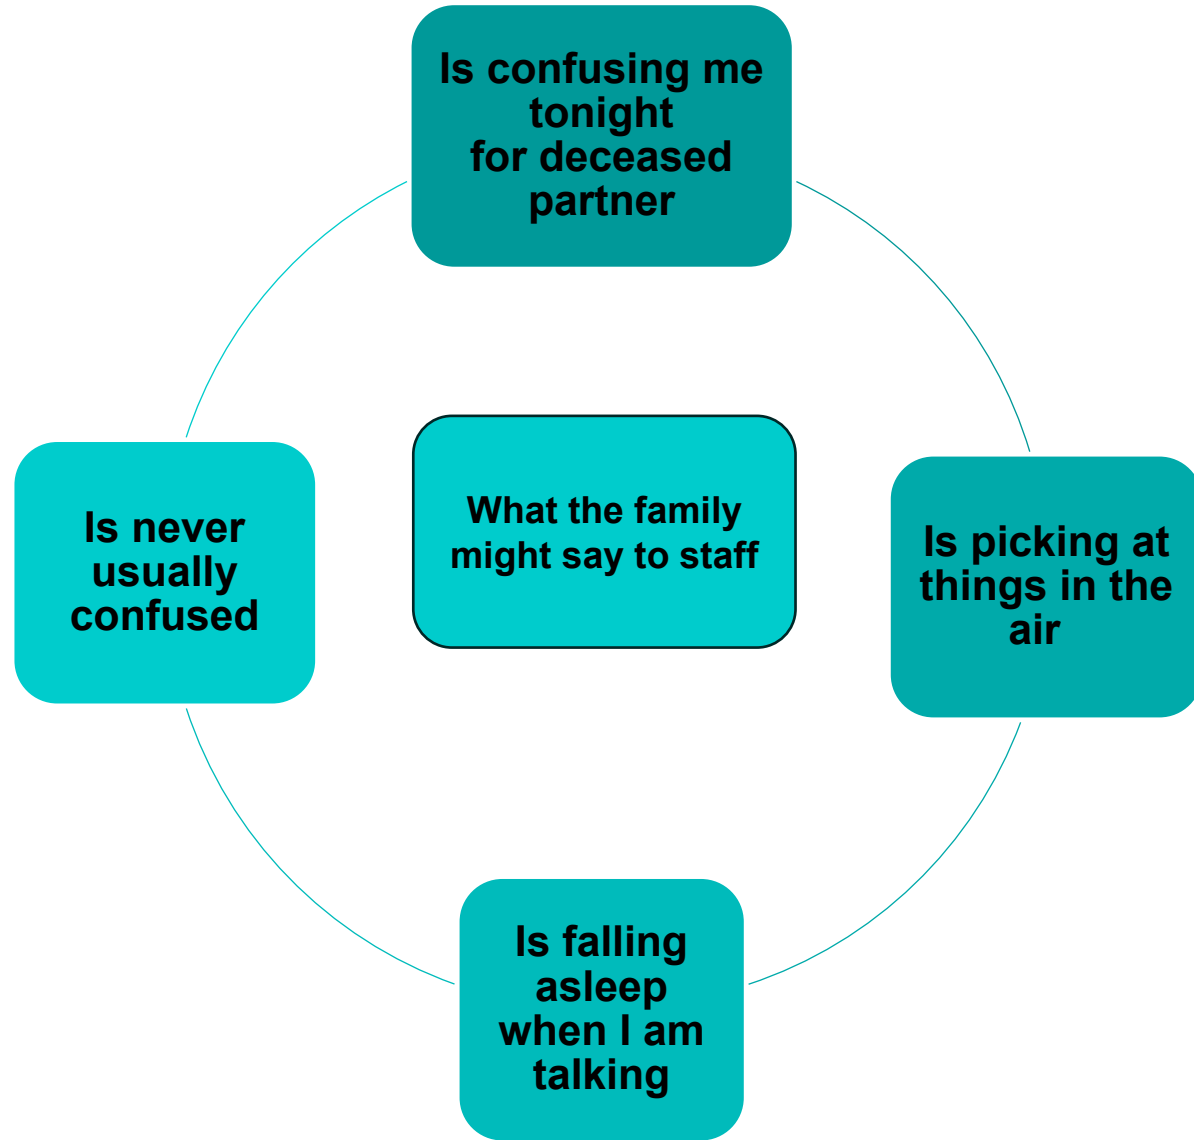 Is confusing me
tonight
for deceased
partner
What the family
might say to staff
Is never
usually
confused
Is picking at
things in the
air
Is falling
asleep
when I am
talking